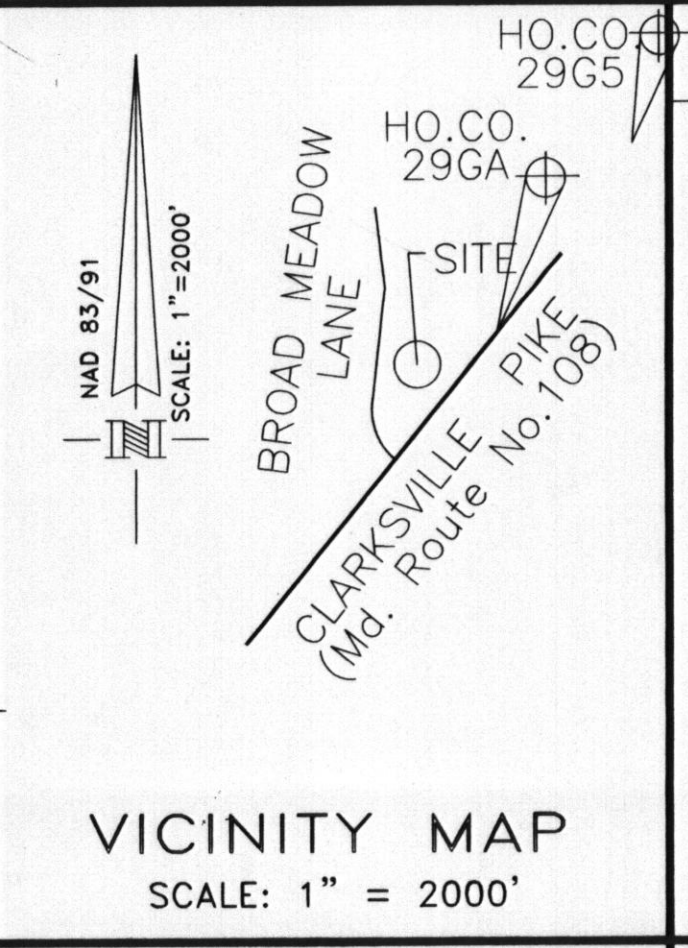 HO.CO.
29G5
HO.CO.
29GA
NAD 83/91
SCALE: 1"=2000'
N
BROAD MEADOW
LANE
SITE
CLARKSVILLE PIKE
(Md. Route No. 108)
VICINITY MAP
SCALE: 1" = 2000'